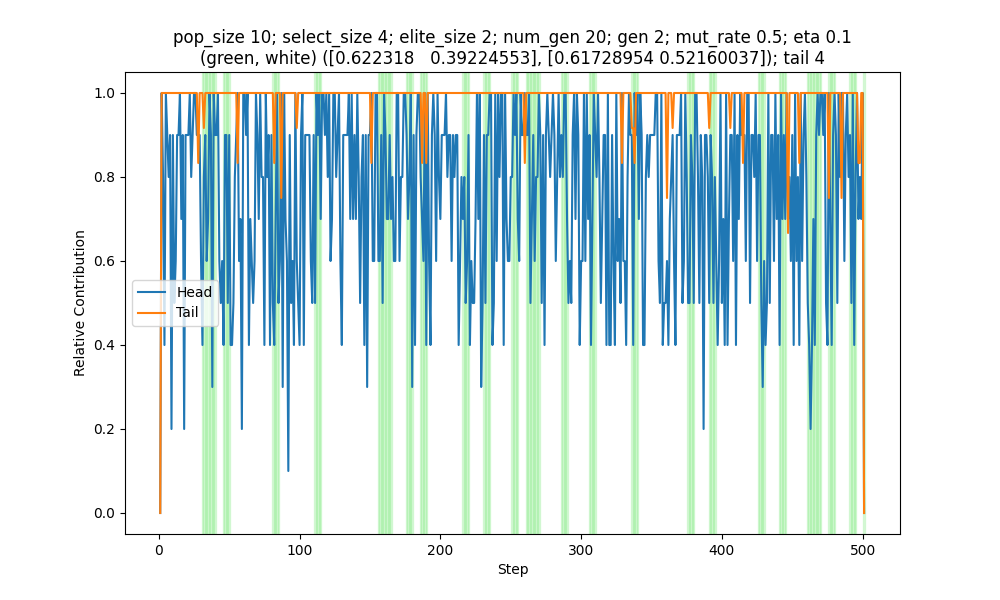 pop_size 10; select_size 4; elite_size 2; num_gen 20; gen 2; mut_rate 0.5; eta 0.1
(green, white) ([0.622318   0.39224553], [0.61728954 0.52160037]); tail 4
1.0
0.8
0.6
0.4
0.2
0.0
Relative Contribution
Head
Tail
0
100
200
300
400
500
Step